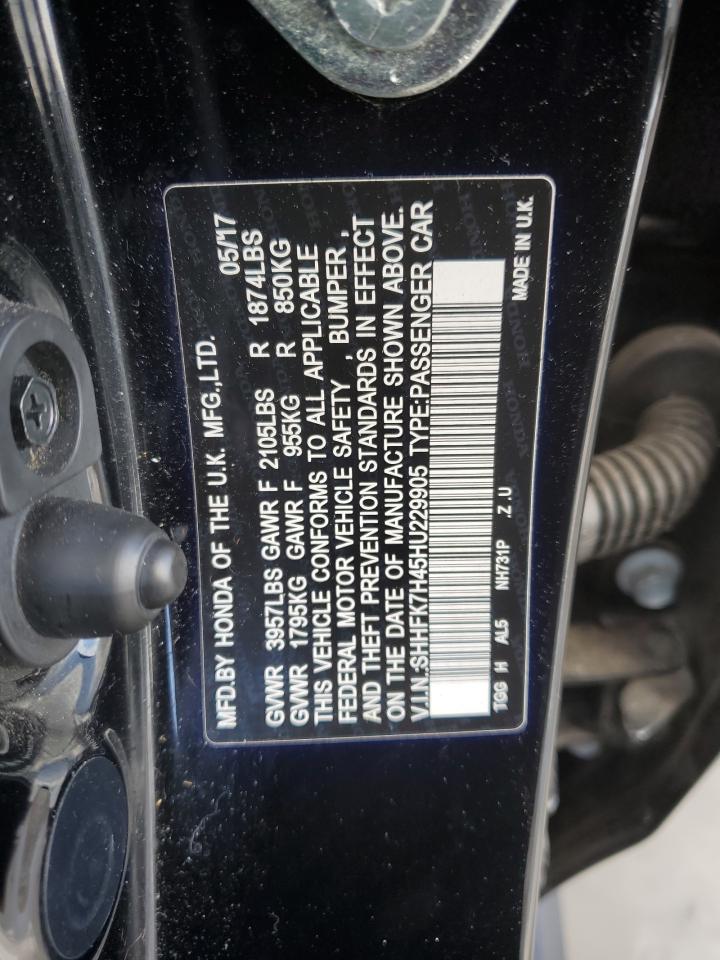 MFD.BY HONDA OF THE U.K. MFG.,LTD. 05/17
GVWR 3957LBS GAWR F 2105LBS R 1874LBS
GVWR 1795KG GAWR F 955KG R 850KG
THIS VEHICLE CONFORMS TO ALL APPLICABLE
FEDERAL MOTOR VEHICLE SAFETY , BUMPER ,
AND THEFT PREVENTION STANDARDS IN EFFECT
ON THE DATE OF MANUFACTURE SHOWN ABOVE.
V.I.N.:SHHFK7H45HU229905 TYPE:PASSENGER CAR
TGG H AL5 NH731P .Z .U MADE IN U.K.